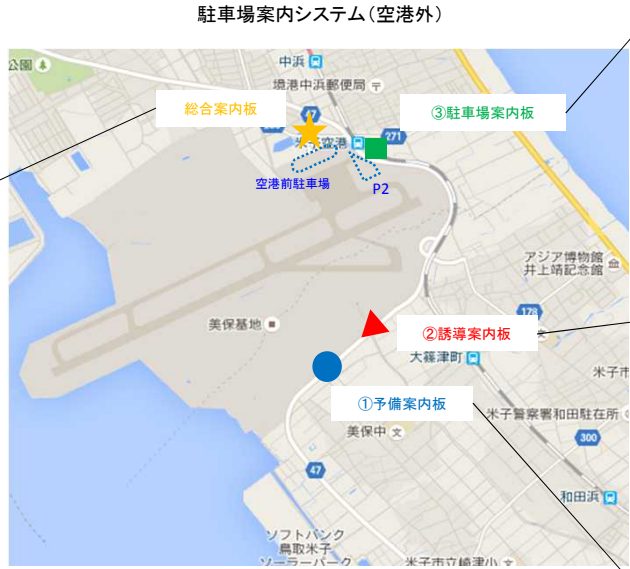 駐車場案内システム(空港外)
公園
中浜
境港中浜郵便局
総合案内板
47
③駐車場案内板
271
米子空港
空港前駐車場
P2
アジア博物館
井上靖記念館
美保基地
178
②誘導案内板
大篠津町
米子市
①予備案内板
米子警察署和田駐在所
美保中 文
300
47
和田浜
ソフトバンク
鳥取米子
ソーラーパーク
米子市立崎津小 文